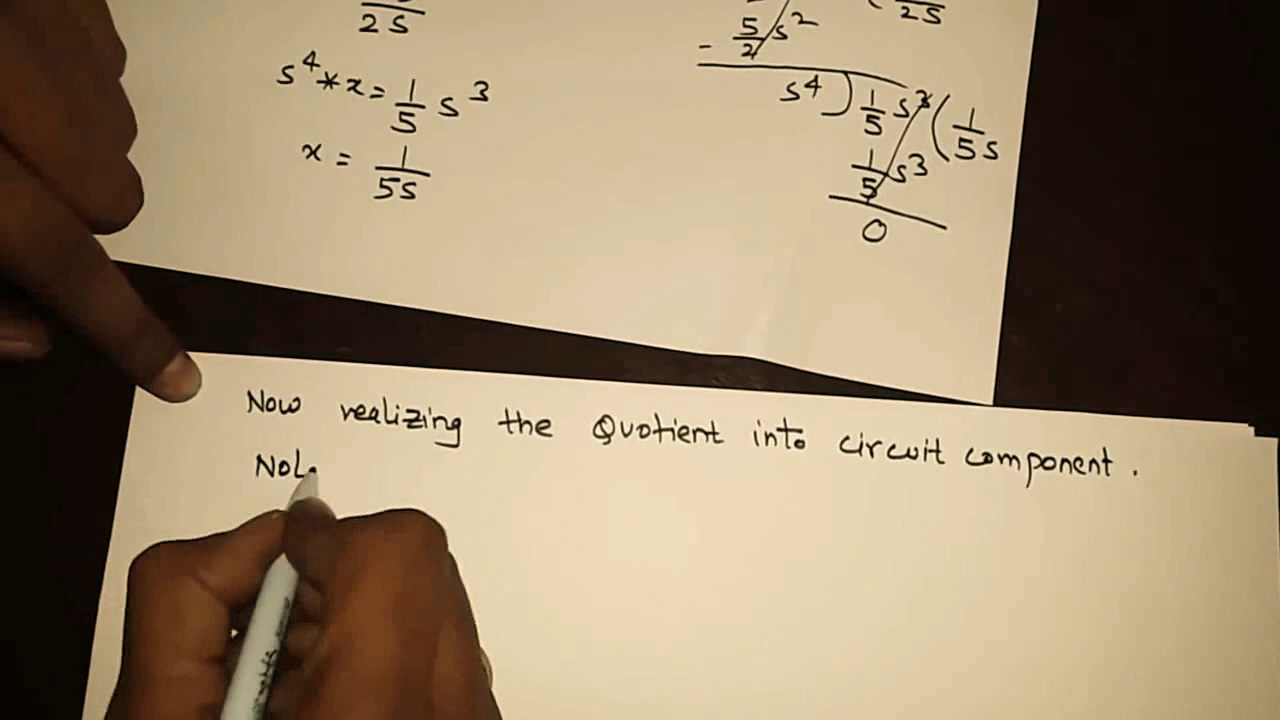 2s
s⁴*x = 1/5 s³
x = 1/5s
2s
- 5/2 s²
s⁴ ) 1/5 s³ ( 1/5s
1/5 s³
0
Now realizing the Quotient into circuit component.